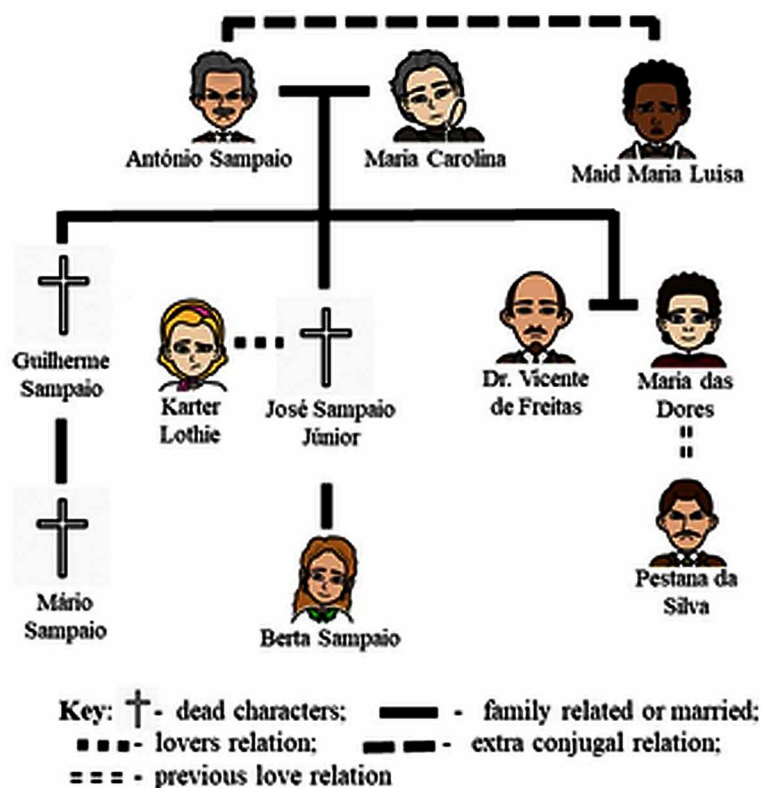 António Sampaio
Maria Carolina
Maid Maria Luisa
Guilherme
Sampaio
Karter
Lothie
José Sampaio
Júnior
Dr. Vicente
de Freitas
Maria das
Dores
Mário
Sampaio
Berta Sampaio
Pestana da
Silva
Key: - dead characters; - family related or married;
- lovers relation; - extra conjugal relation;
= = = - previous love relation